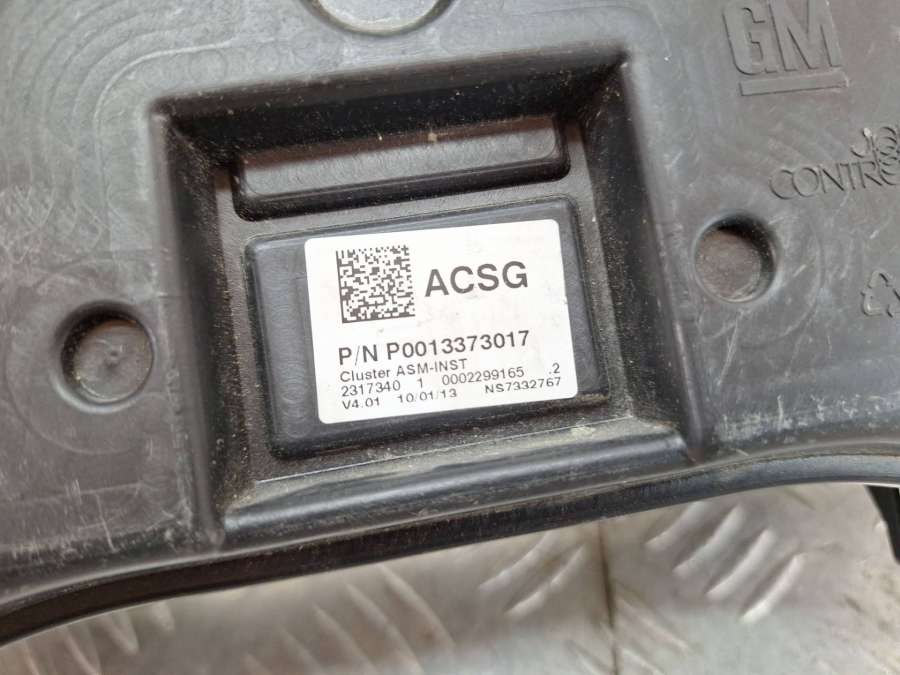 GM
ACSG
P/N P0013373017
Cluster ASM-INST
2317340 1 0002299165 .2
V4.01 10/01/13 NS7332767